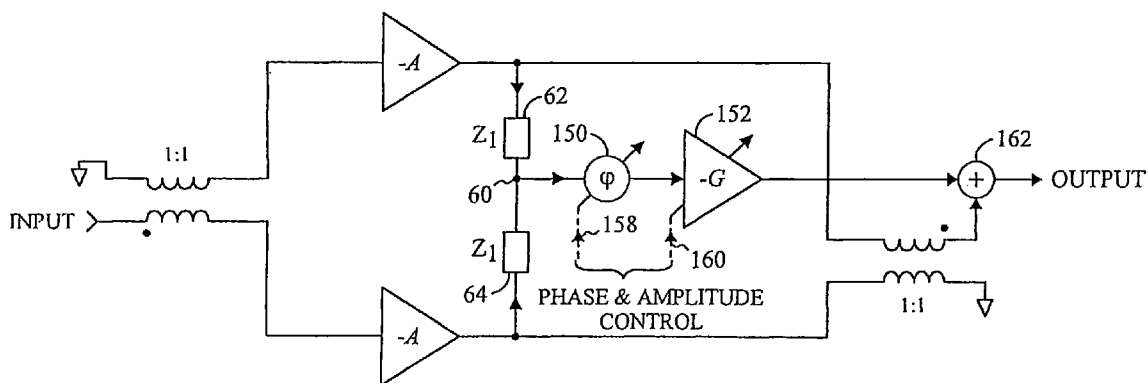 -A
62
152
150
162
Z1
1:1
φ
-G
+
OUTPUT
60
INPUT
158
Z1
160
64
PHASE & AMPLITUDE
CONTROL
1:1
-A